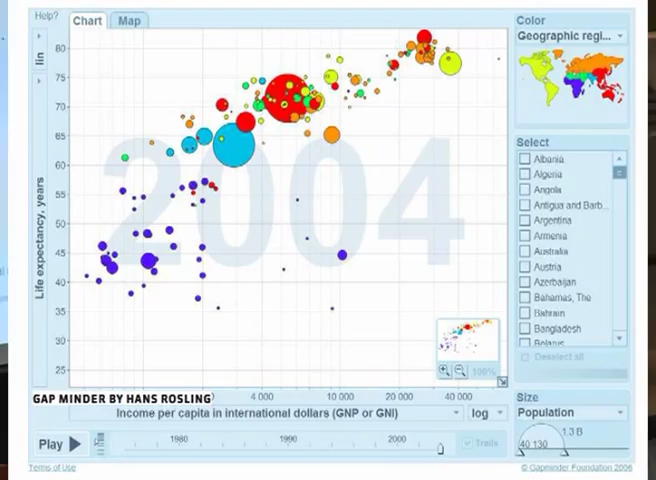 Help?
Chart
Map
Color
Geographic regi...
lin
80
75
70
65
60
55
50
45
40
35
30
25
Life expectancy, years
2004
Select
Albania
Algeria
Angola
Antigua and Barb...
Argentina
Armenia
Australia
Austria
Azerbaijan
Bahamas, The
Bahrain
Bangladesh
Belarus
Deselect all
100%
GAP MINDER BY HANS ROSLING
4 000
10 000
20 000
40 000
Income per capita in international dollars (GNP or GNI)
log
Size
Population
1.3 B
40 130
Play
1980
1990
2000
Trails
Terms of Use
© Gapminder Foundation 2006